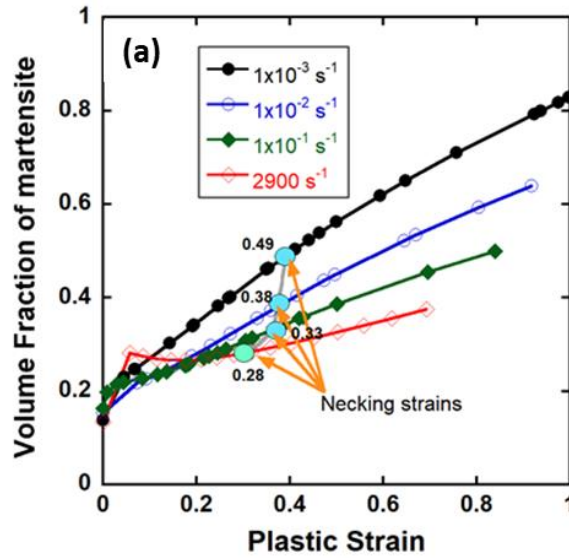 (a)
1x10⁻³ s⁻¹
1x10⁻² s⁻¹
1x10⁻¹ s⁻¹
2900 s⁻¹
Volume Fraction of martensite
1
0.8
0.6
0.4
0.2
0
0.49
0.38
0.33
0.28
Necking strains
0 0.2 0.4 0.6 0.8 1
Plastic Strain